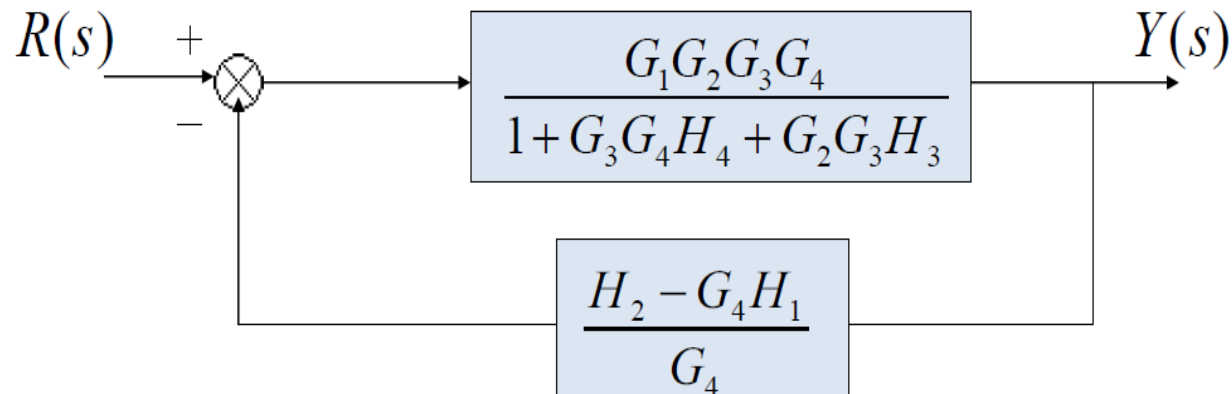 R(s) + Y(s)
−
G₁G₂G₃G₄
1 + G₃G₄H₄ + G₂G₃H₃
H₂ − G₄H₁
G₄